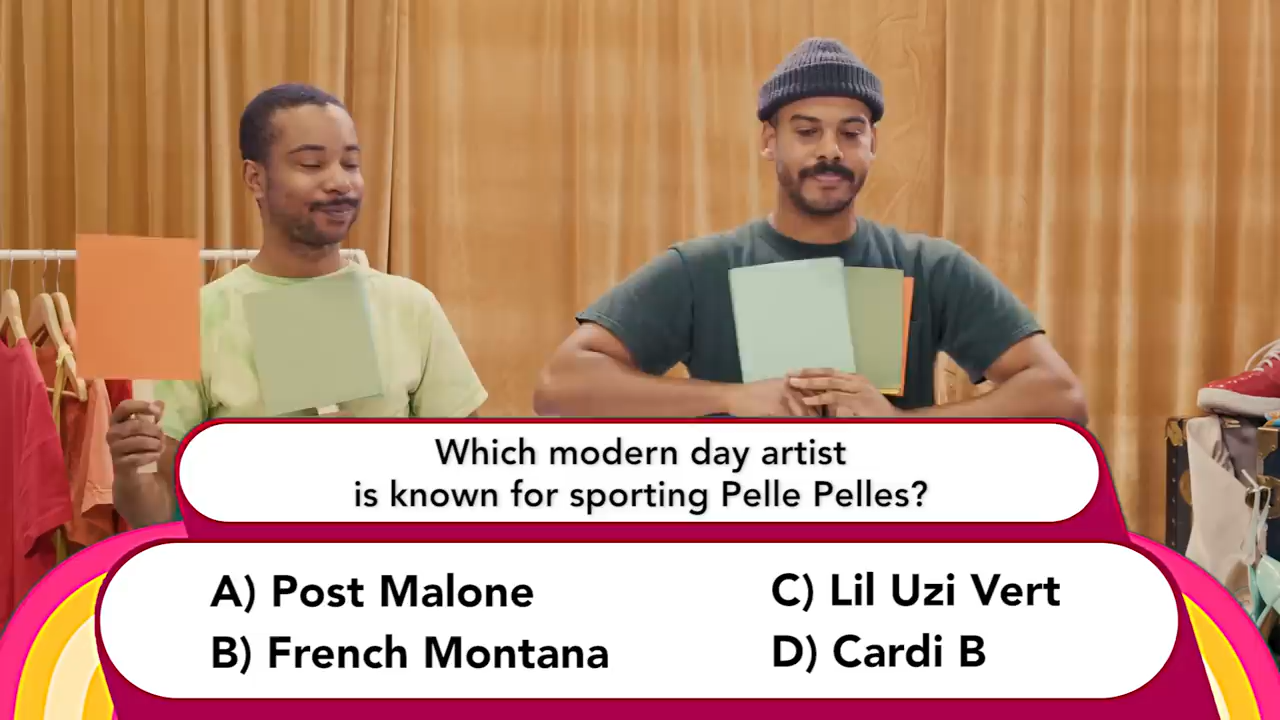 Which modern day artist
is known for sporting Pelle Pelles?
A) Post Malone
B) French Montana
C) Lil Uzi Vert
D) Cardi B